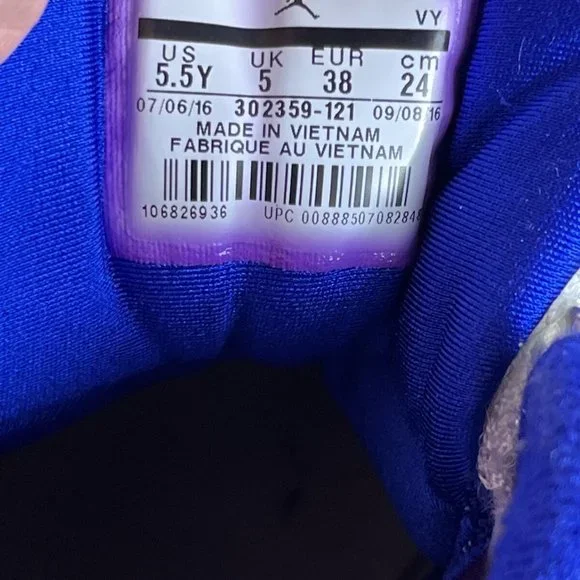 VY
US UK EUR cm
5.5Y 5 38 24
07/06/16 302359-121 09/08/16
MADE IN VIETNAM
FABRIQUE AU VIETNAM
106826936 UPC 00888507082848